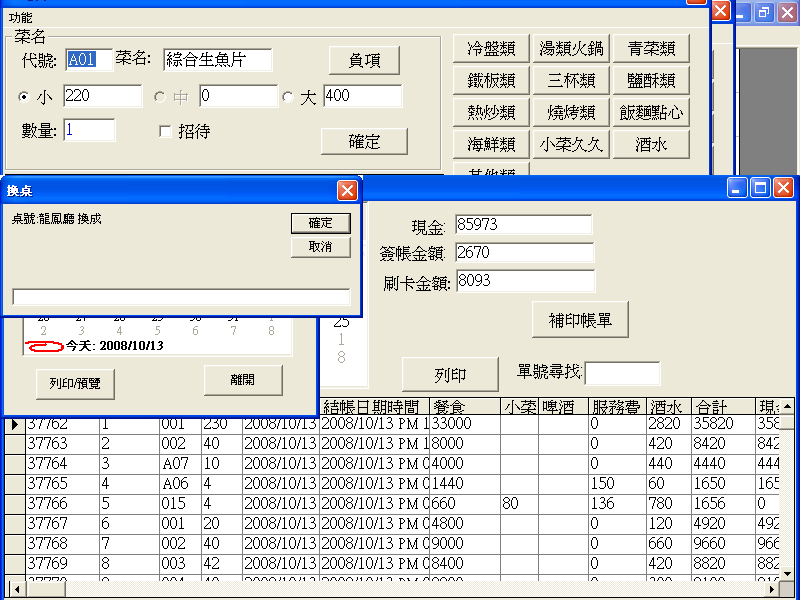 功能
菜名
代號: A01 菜名: 綜合生魚片 負項
小 220 中 0 大 400
數量: 1 招待 確定
冷盤類 湯類火鍋 青菜類
鐵板類 三杯類 鹽酥類
熱炒類 燒烤類 飯麵點心
海鮮類 小菜久久 酒水
其他類
換桌
桌號:龍鳳廳 換成
確定
取消
現金: 85973
簽帳金額: 2670
刷卡金額: 8093
補印帳單
列印 單號尋找:
25
1
8
2 3 4 5 6 7 8
今天: 2008/10/13
列印/預覽 離開
結帳日期時間 餐食 小菜 啤酒 服務費 酒水 合計 現金
37762 1 001 230 2008/10/13 2008/10/13 PM 1 33000 0 2820 35820 358
37763 2 002 40 2008/10/13 2008/10/13 PM 1 8000 0 420 8420 842
37764 3 A07 10 2008/10/13 2008/10/13 PM 0 4000 0 440 4440 444
37765 4 A06 4 2008/10/13 2008/10/13 PM 0 1440 150 60 1650 165
37766 5 015 4 2008/10/13 2008/10/13 PM 0 660 80 136 780 1656 0
37767 6 001 20 2008/10/13 2008/10/13 PM 0 4800 0 120 4920 492
37768 7 002 40 2008/10/13 2008/10/13 PM 0 9000 0 660 9660 966
37769 8 003 42 2008/10/13 2008/10/13 PM 0 8400 0 420 8820 882